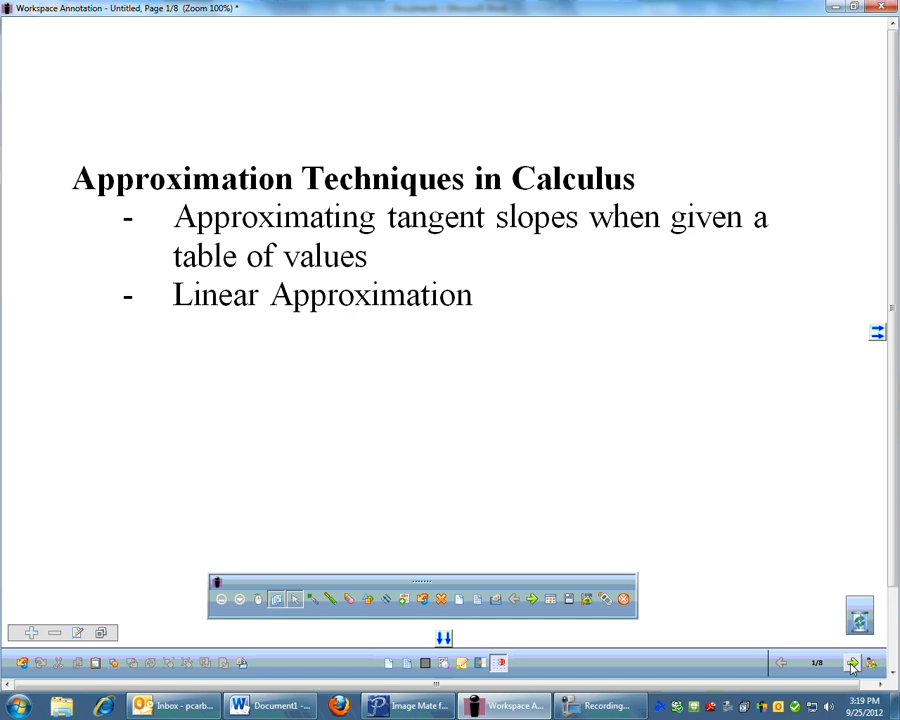 Workspace Annotation - Untitled, Page 1/8 (Zoom 100%) *
Approximation Techniques in Calculus
- Approximating tangent slopes when given a
table of values
- Linear Approximation
1/8
Inbox - pcarb...
Document1 -...
Image Mate f...
Workspace A...
Recording...
3:19 PM
9/25/2012